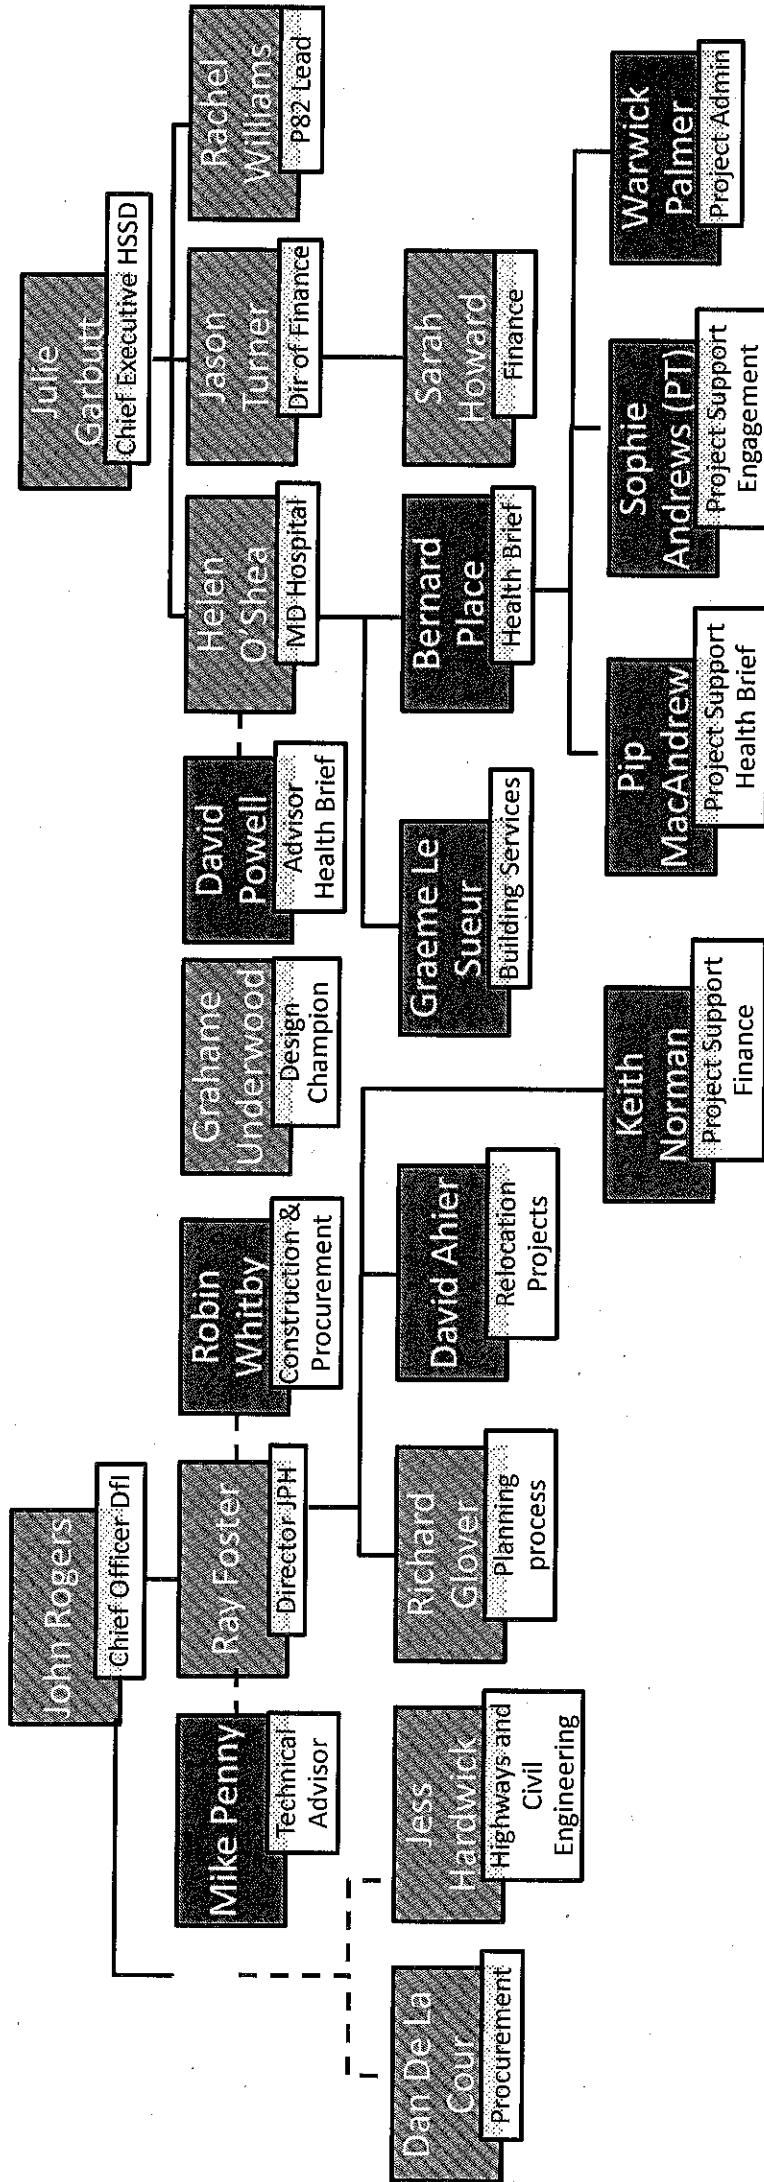 John Rogers
Chief Officer DfI
Julie
Garbutt
Chief Executive HSSD
Mike Penny
Technical
Advisor
Ray Foster
Director JPH
Robin
Whitby
Construction &
Procurement
Grahame
Underwood
Design
Champion
David
Powell
Advisor
Health Brief
Helen
O'Shea
MD Hospital
Jason
Turner
Dir of Finance
Rachel
Williams
P82 Lead
Dan De La
Cour
Procurement
Jess
Hardwick
Highways and
Civil
Engineering
Richard
Glover
Planning
process
David Ahier
Relocation
Projects
Graeme Le
Sueur
Building Services
Bernard
Place
Health Brief
Sarah
Howard
Finance
Keith
Norman
Project Support
Finance
Pip
MacAndrew
Project Support
Health Brief
Sophie
Andrews (PT)
Project Support
Engagement
Warwick
Palmer
Project Admin